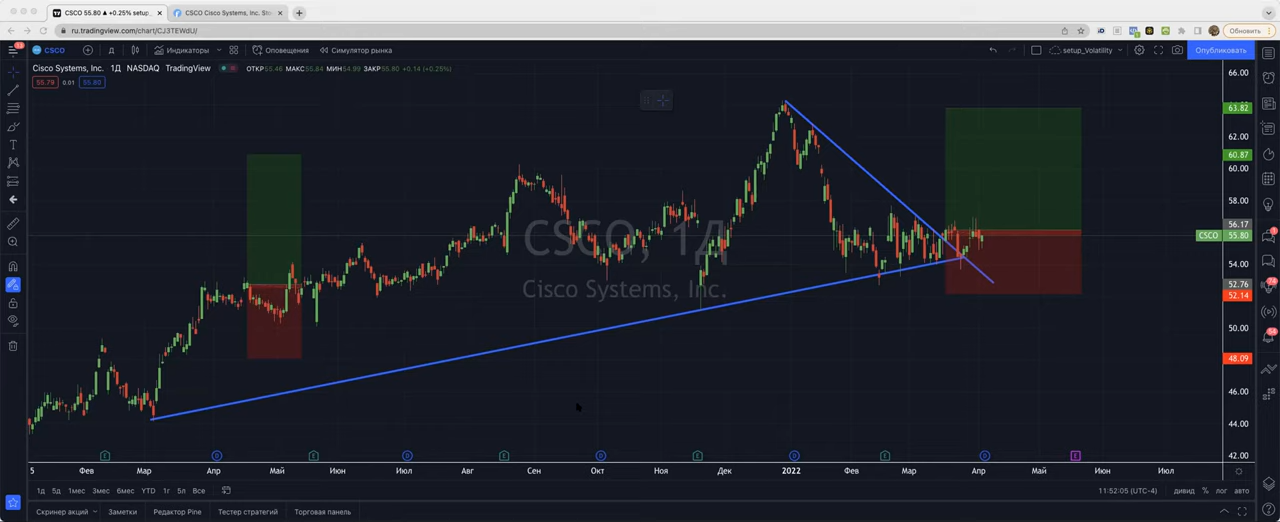 CSCO 55.80 ▲ +0.25% setup_
CSCO Cisco Systems, Inc. Sto
ru.tradingview.com/chart/CJ3TEWdU/
Обновить
CSCO
Д
Индикаторы
Оповещения
Симулятор рынка
setup_Volatility
Опубликовать
Cisco Systems, Inc. 1Д NASDAQ TradingView
ОТКР55.46 МАКС55.84 МИН54.99 ЗАКР55.80 +0.14 (+0.25%)
55.79 0.01 55.80
66.00
63.82
62.00
60.87
60.00
58.00
56.17
CSCO 55.80
54.00
52.76
52.14
50.00
48.09
46.00
44.00
42.00
CSCO, 1Д
Cisco Systems, Inc.
E D E D E D E D E D E
5 Фев Мар Апр Май Июн Июл Авг Сен Окт Ноя Дек 2022 Фев Мар Апр Май Июн Июл
1д 5д 1мес 3мес 6мес YTD 1г 5л Все
11:52:05 (UTC-4) дивид % лог авто
Скринер акций Заметки Редактор Pine Тестер стратегий Торговая панель